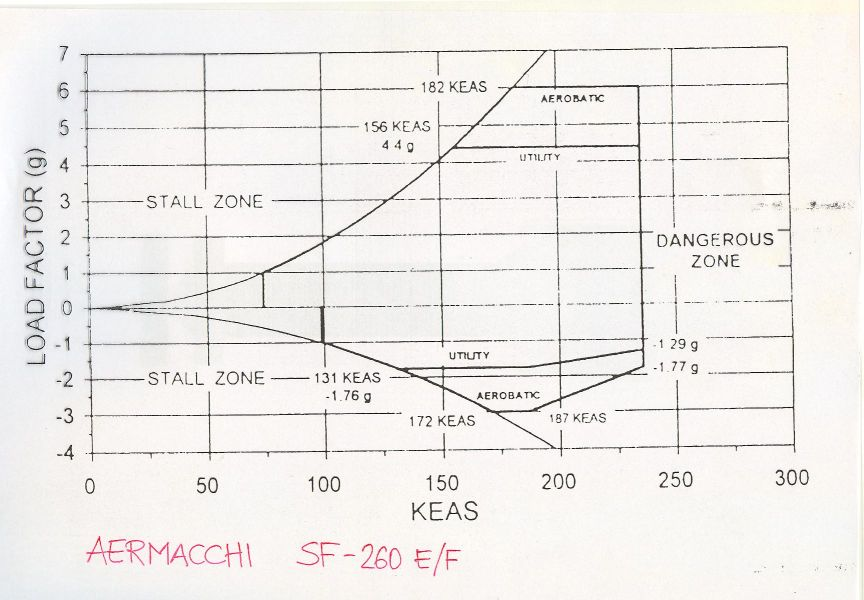 7
6
5
4
3
2
1
0
-1
-2
-3
-4
LOAD FACTOR (g)
182 KEAS
AEROBATIC
156 KEAS
4.4 g
UTILITY
STALL ZONE
DANGEROUS
ZONE
UTILITY
-1.29 g
-1.77 g
STALL ZONE
131 KEAS
-1.76 g
AEROBATIC
172 KEAS
187 KEAS
0 50 100 150 200 250 300
KEAS
AERMACCHI SF-260 E/F